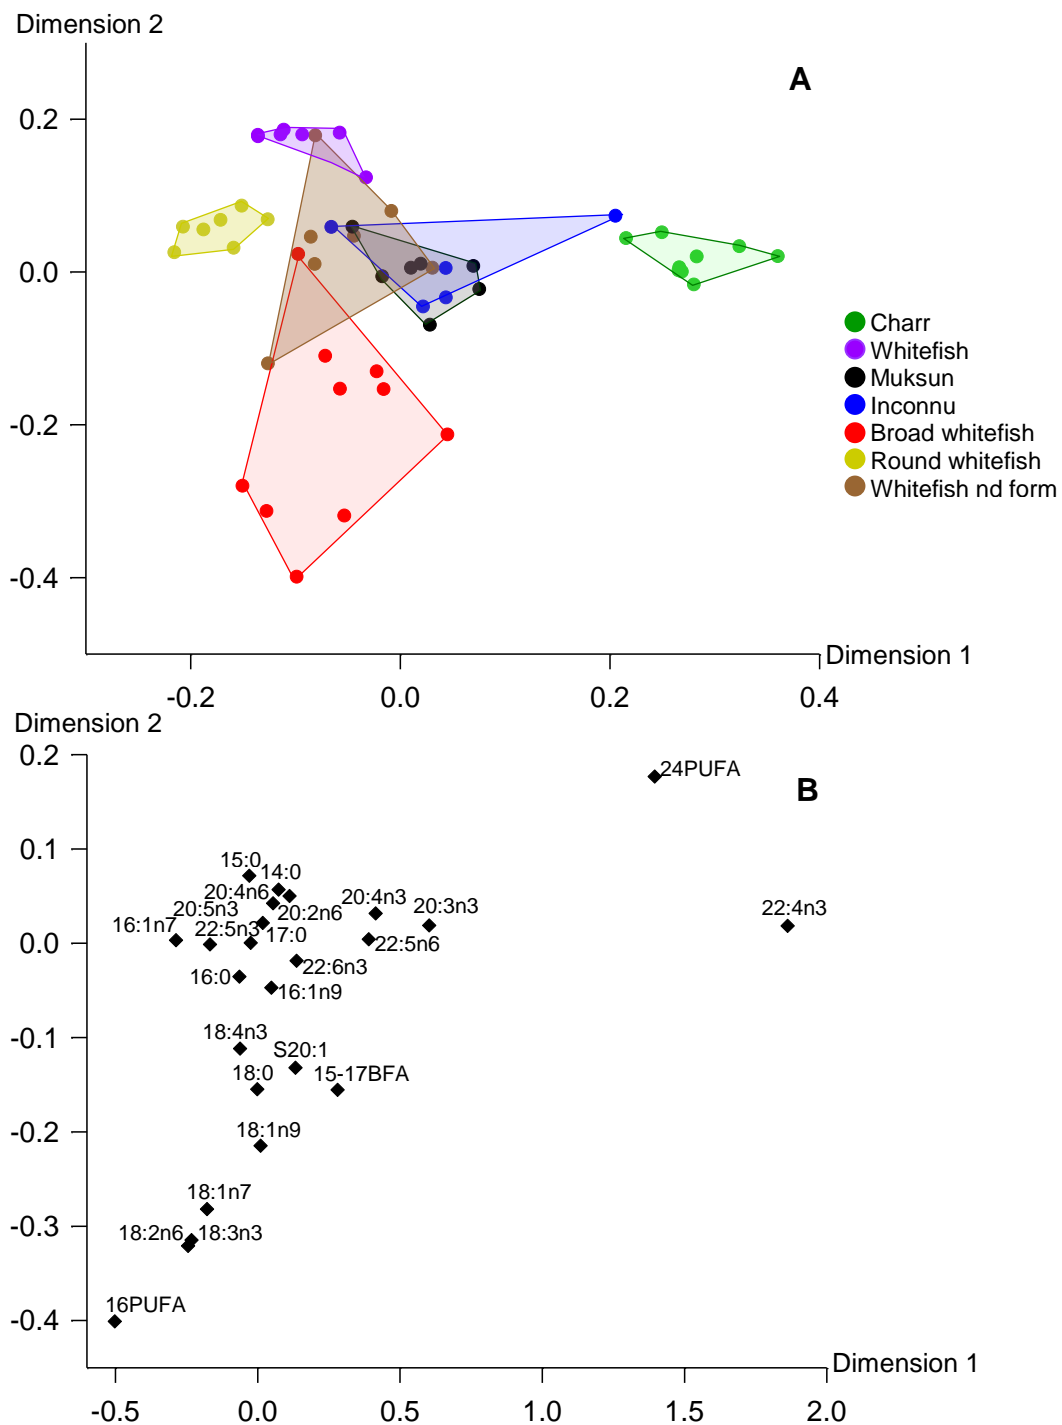 Dimension 2
A
0.2
0.0
-0.2
-0.4
Charr
Whitefish
Muksun
Inconnu
Broad whitefish
Round whitefish
Whitefish nd form
Dimension 1
-0.2 0.0 0.2 0.4
Dimension 2
B
0.2
0.1
0.0
-0.1
-0.2
-0.3
-0.4
24PUFA
15:0
14:0
20:4n6
20:4n3
20:3n3
22:4n3
20:5n3
20:2n6
16:1n7
22:5n3
17:0
22:5n6
16:0
22:6n3
16:1n9
18:4n3
S20:1
18:0
15-17BFA
18:1n9
18:1n7
18:2n6
18:3n3
16PUFA
Dimension 1
-0.5 0.0 0.5 1.0 1.5 2.0